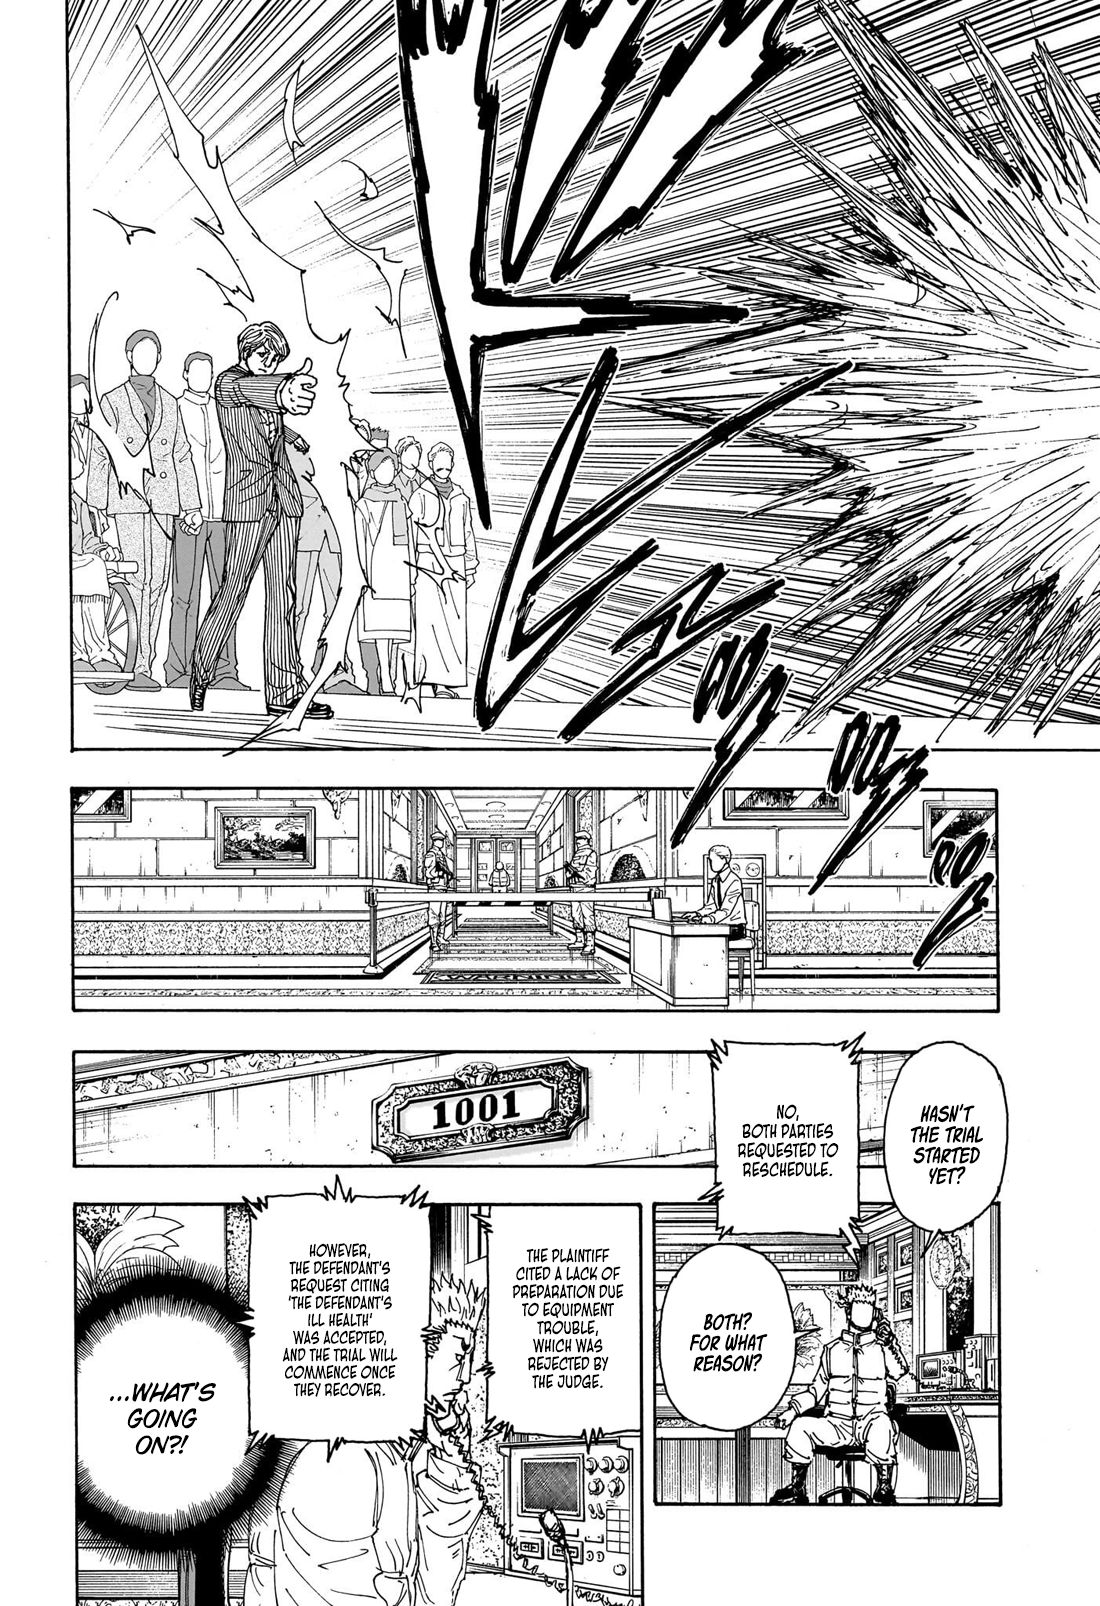 WARNING
1001
HASN'T
THE TRIAL
STARTED
YET?
NO,
BOTH PARTIES
REQUESTED TO
RESCHEDULE.
BOTH?
FOR WHAT
REASON?
THE PLAINTIFF
CITED A LACK OF
PREPARATION DUE
TO EQUIPMENT
TROUBLE,
WHICH WAS
REJECTED BY
THE JUDGE.
HOWEVER,
THE DEFENDANT'S
REQUEST CITING
'THE DEFENDANT'S
ILL HEALTH'
WAS ACCEPTED,
AND THE TRIAL WILL
COMMENCE ONCE
THEY RECOVER.
...WHAT'S
GOING
ON?!